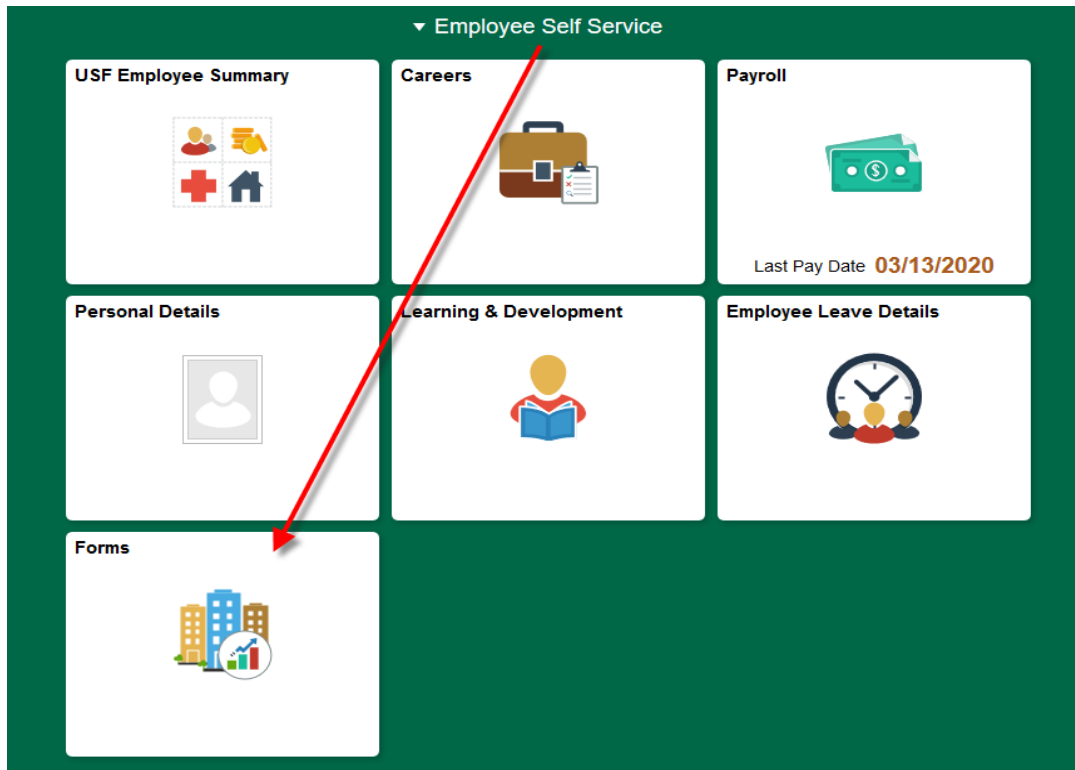 Employee Self Service
USF Employee Summary
Careers
Payroll
Last Pay Date 03/13/2020
Personal Details
Learning & Development
Employee Leave Details
Forms